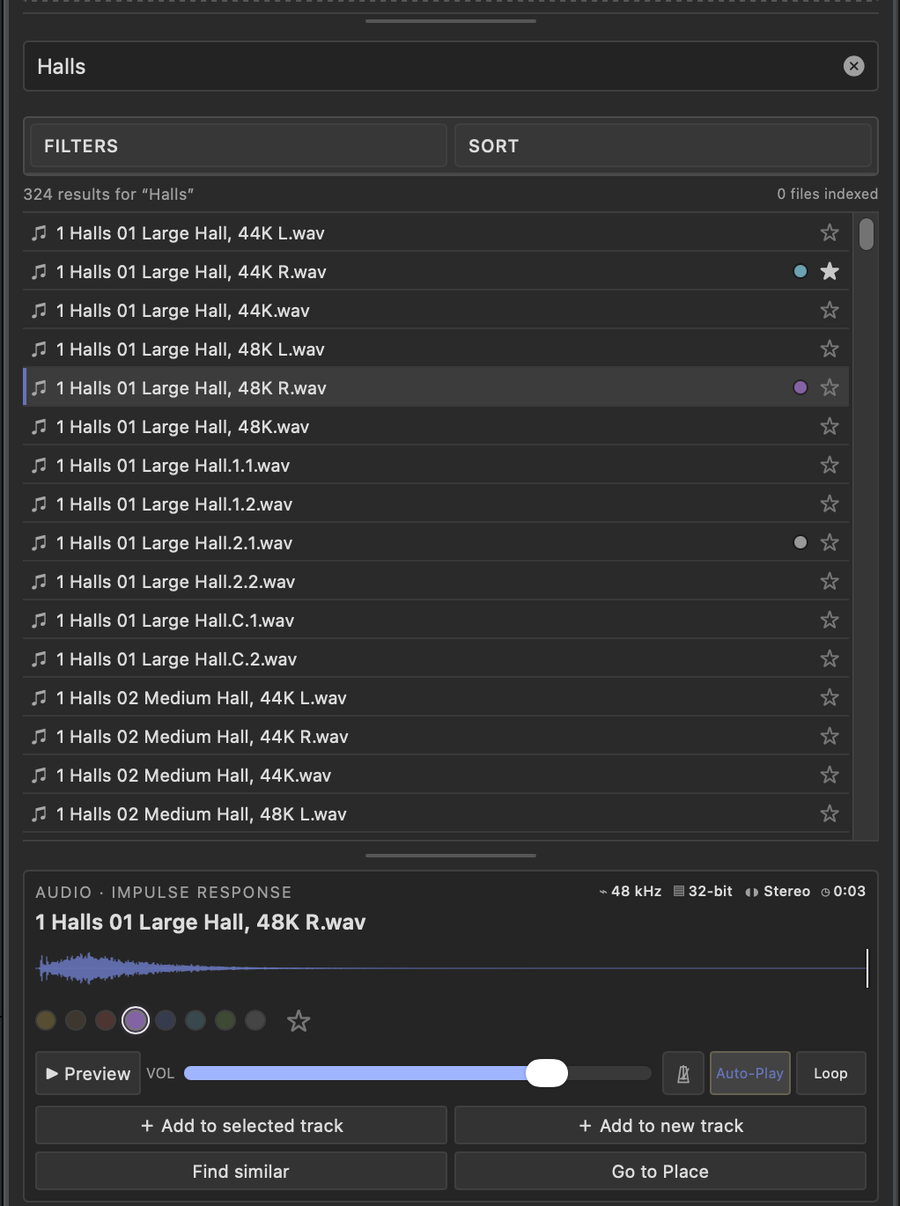 Halls
FILTERS
SORT
324 results for “Halls”
0 files indexed
1 Halls 01 Large Hall, 44K L.wav
1 Halls 01 Large Hall, 44K R.wav
1 Halls 01 Large Hall, 44K.wav
1 Halls 01 Large Hall, 48K L.wav
1 Halls 01 Large Hall, 48K R.wav
1 Halls 01 Large Hall, 48K.wav
1 Halls 01 Large Hall.1.1.wav
1 Halls 01 Large Hall.1.2.wav
1 Halls 01 Large Hall.2.1.wav
1 Halls 01 Large Hall.2.2.wav
1 Halls 01 Large Hall.C.1.wav
1 Halls 01 Large Hall.C.2.wav
1 Halls 02 Medium Hall, 44K L.wav
1 Halls 02 Medium Hall, 44K R.wav
1 Halls 02 Medium Hall, 44K.wav
1 Halls 02 Medium Hall, 48K L.wav
AUDIO · IMPULSE RESPONSE
48 kHz
32-bit
Stereo
0:03
1 Halls 01 Large Hall, 48K R.wav
Preview
VOL
Auto-Play
Loop
+ Add to selected track
+ Add to new track
Find similar
Go to Place